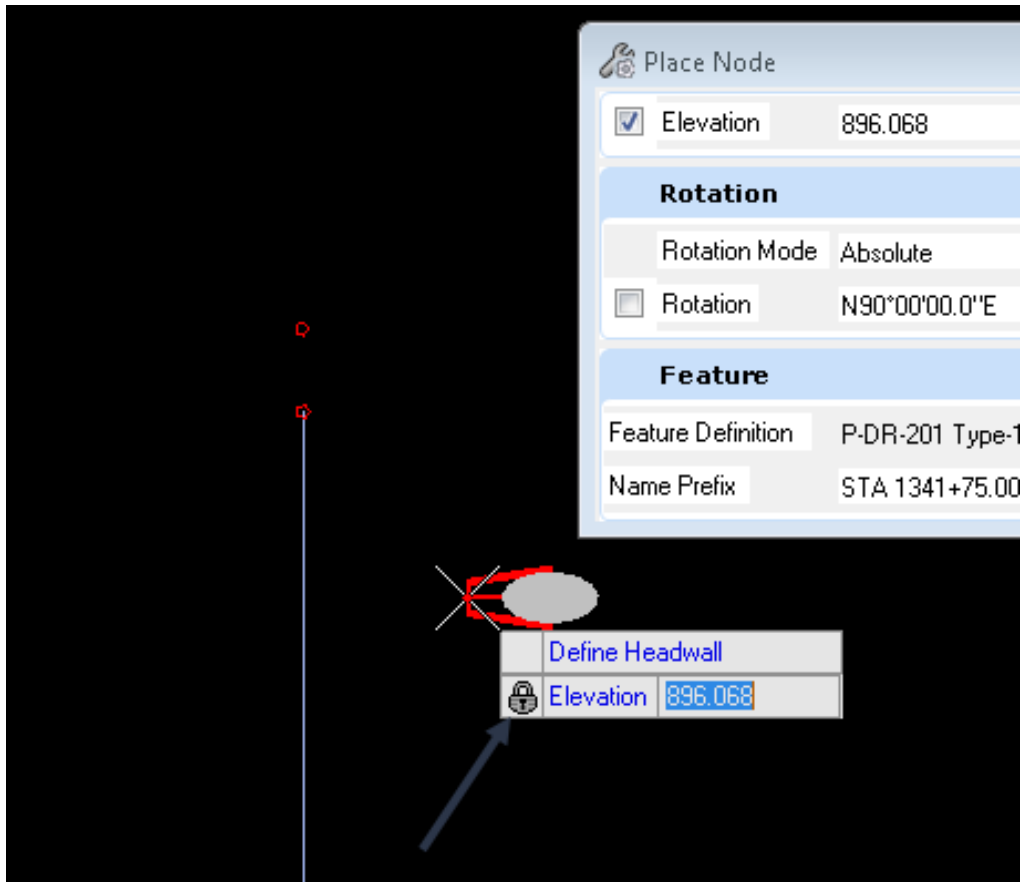 Place Node
Elevation 896.068
Rotation
Rotation Mode Absolute
Rotation N90°00'00.0"E
Feature
Feature Definition P-DR-201 Type-1
Name Prefix STA 1341+75.00
Define Headwall
Elevation 896.068